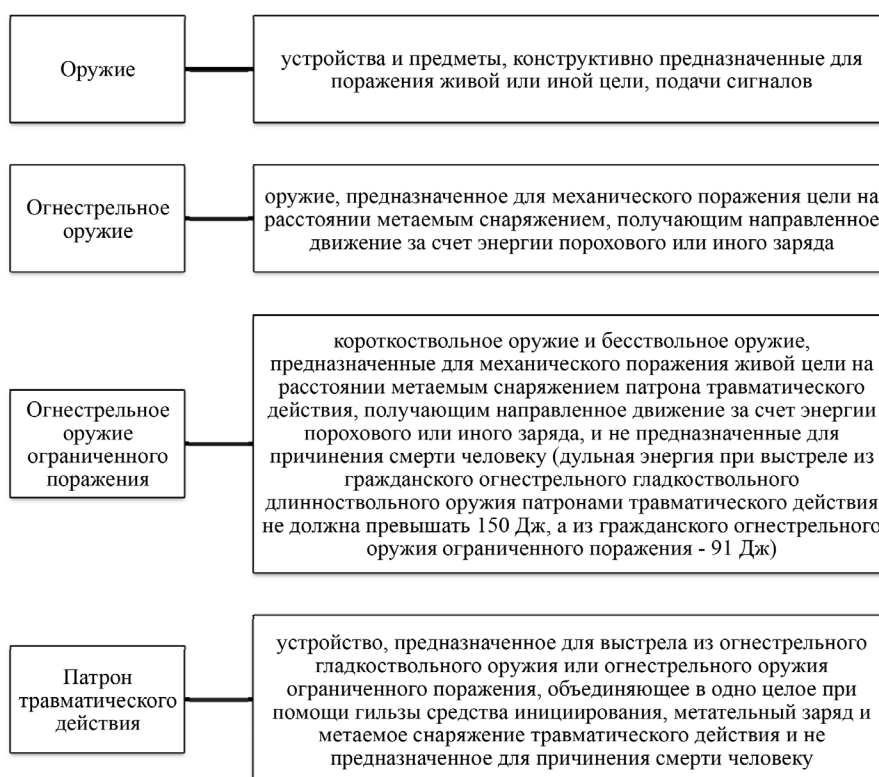 Оружие
устройства и предметы, конструктивно предназначенные для
поражения живой или иной цели, подачи сигналов
Огнестрельное
оружие
оружие, предназначенное для механического поражения цели на
расстоянии метаемым снаряжением, получающим направленное
движение за счет энергии порохового или иного заряда
Огнестрельное
оружие
ограниченного
поражения
короткоствольное оружие и бесствольное оружие,
предназначенные для механического поражения живой цели на
расстоянии метаемым снаряжением патрона травматического
действия, получающим направленное движение за счет энергии
порохового или иного заряда, и не предназначенные для
причинения смерти человеку (дульная энергия при выстреле из
гражданского огнестрельного гладкоствольного
длинноствольного оружия патронами травматического действия
не должна превышать 150 Дж, а из гражданского огнестрельного
оружия ограниченного поражения - 91 Дж)
Патрон
травматического
действия
устройство, предназначенное для выстрела из огнестрельного
гладкоствольного оружия или огнестрельного оружия
ограниченного поражения, объединяющее в одно целое при
помощи гильзы средства инициирования, метательный заряд и
метаемое снаряжение травматического действия и не
предназначенное для причинения смерти человеку